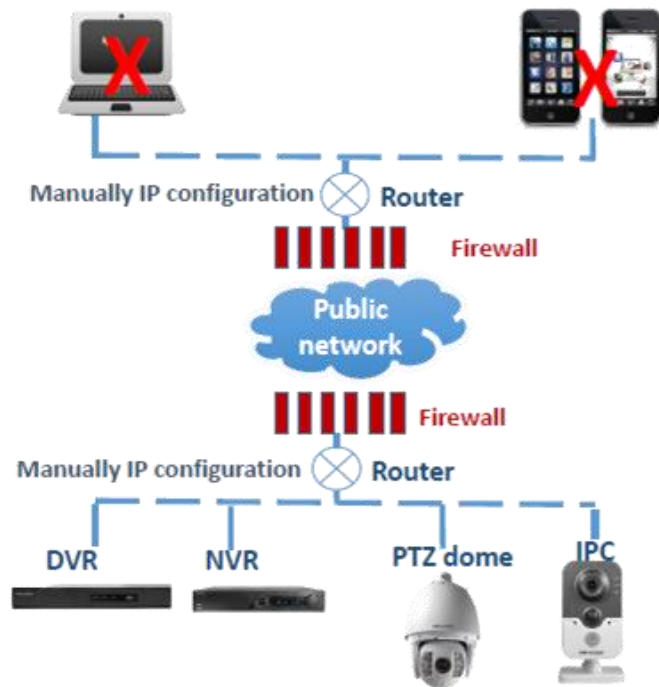 X
X
Manually IP configuration
Router
Firewall
Public
network
Firewall
Manually IP configuration
Router
DVR
NVR
PTZ dome
IPC